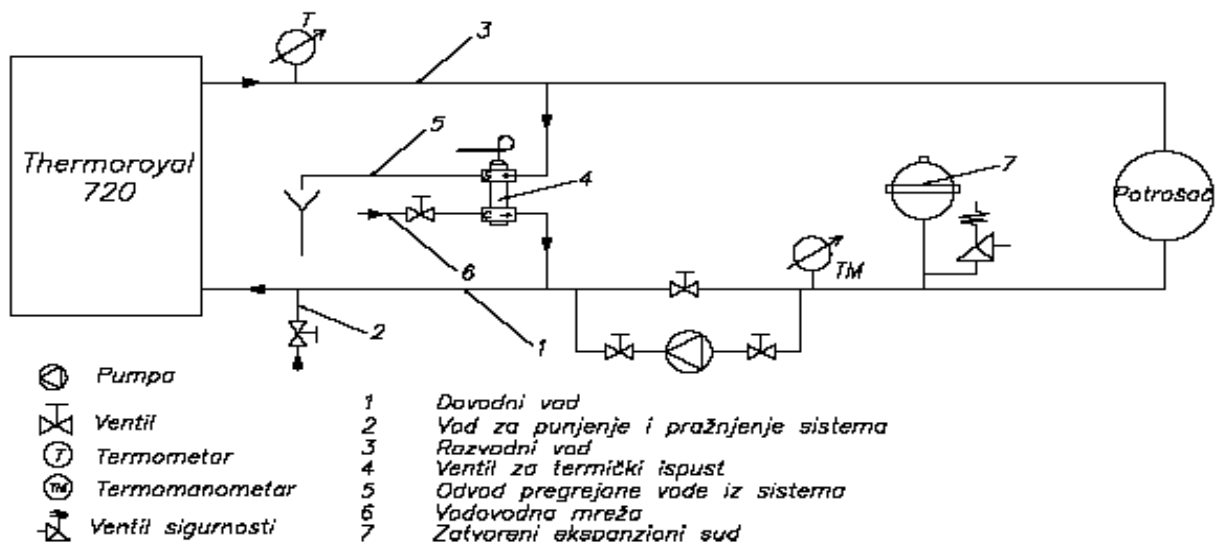 T
3
Thermoroyal
720
5
4
7
Potrošač
6
TM
2
1
Pumpa
Ventil
T Termometar
TM Termomanometar
Ventil sigurnosti
1 Dovodni vod
2 Vod za punjenje i pražnjenje sistema
3 Razvodni vod
4 Ventil za termički ispust
5 Odvod pregrejane vode iz sistema
6 Vodovodna mreža
7 Zatvoreni ekspanzioni sud